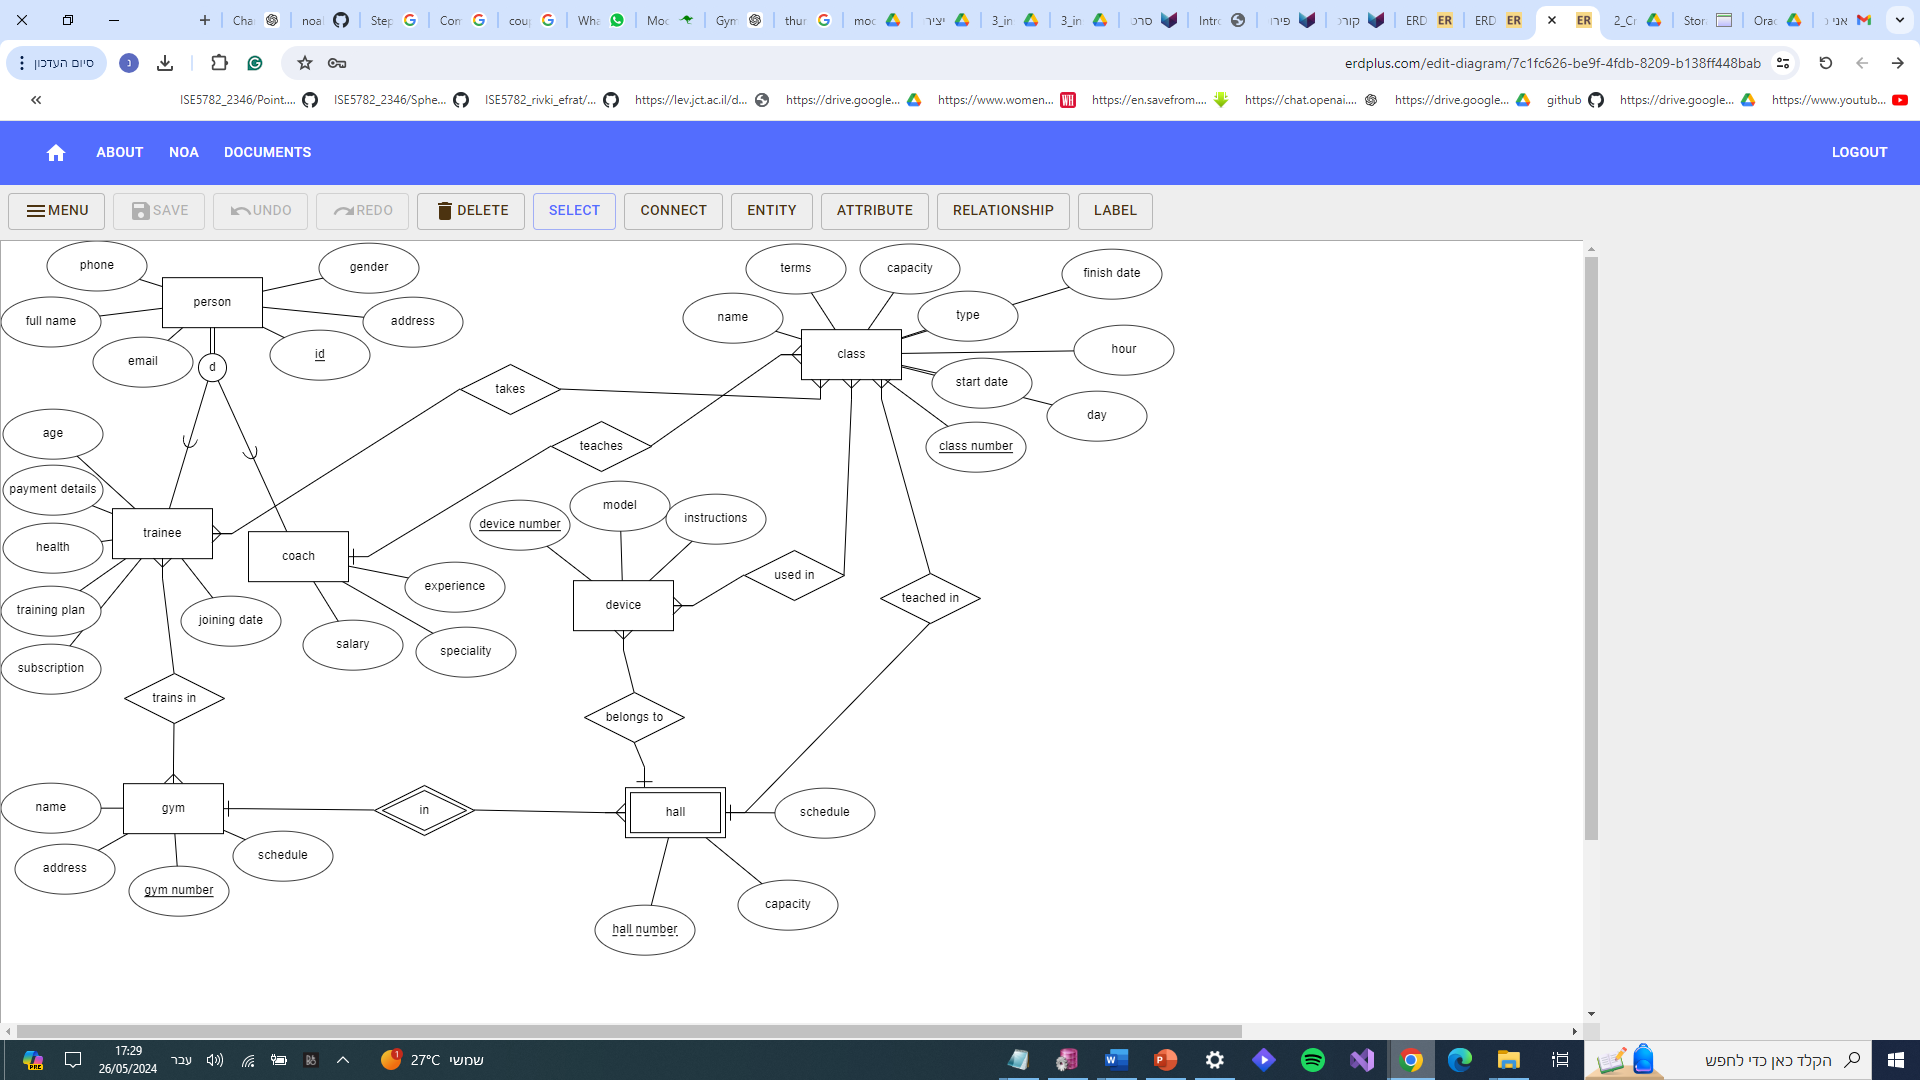 Cha
noal
Step
Con
coup
Wha
Moc
Gym
thur
moc
יציר
3_in
3_in
סרט
Intro
פירו
קורס
ERD
ERD
2_Cr
Stor
Orac
אני מ
סיום העדכון
נ
erdplus.com/edit-diagram/7c1fc626-be9f-4fdb-8209-b138ff448bab
ISE5782_2346/Point....
ISE5782_2346/Sphe...
ISE5782_rivki_efrat/...
https://lev.jct.ac.il/d...
https://drive.google...
https://www.women...
https://en.savefrom....
https://chat.openai....
https://drive.google...
github
https://drive.google...
https://www.youtub...
ABOUT
NOA
DOCUMENTS
LOGOUT
MENU
SAVE
UNDO
REDO
DELETE
SELECT
CONNECT
ENTITY
ATTRIBUTE
RELATIONSHIP
LABEL
phone
gender
person
full name
address
email
id
d
terms
capacity
finish date
name
type
class
hour
start date
day
class number
takes
teaches
age
payment details
trainee
health
coach
training plan
joining date
subscription
experience
salary
speciality
device number
model
instructions
device
used in
teached in
trains in
belongs to
name
gym
in
hall
schedule
address
gym number
schedule
hall number
capacity
17:29
26/05/2024
עבר
27°C
שמשי
הקלד כאן כדי לחפש
PRE
1